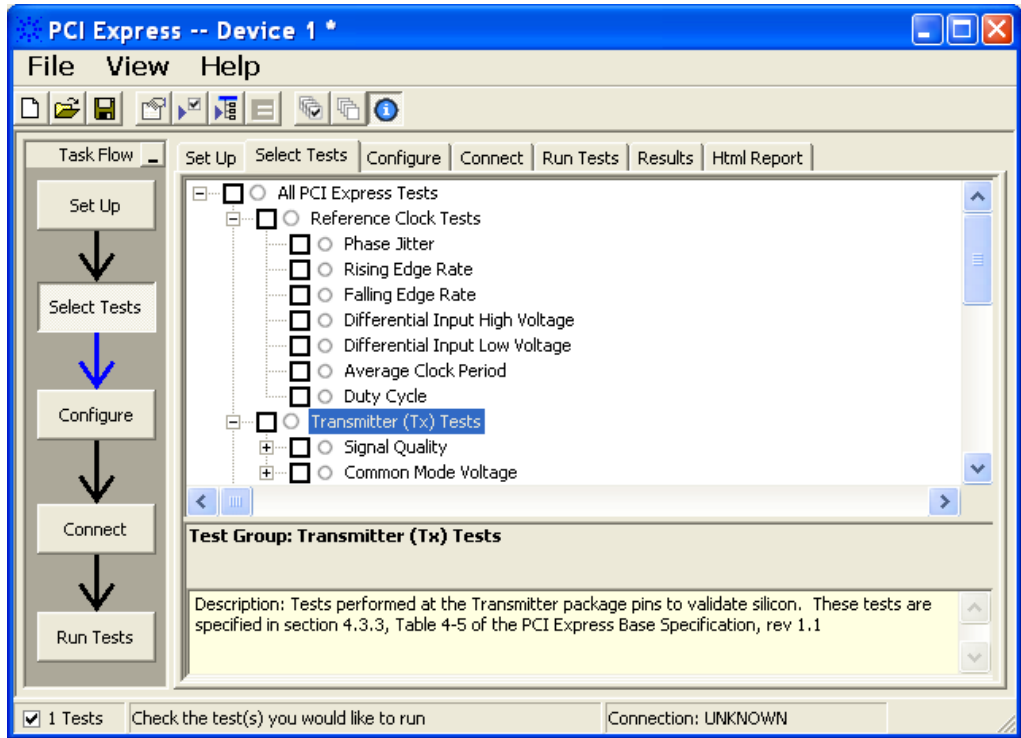 PCI Express -- Device 1 *
File View Help
Task Flow
Set Up
Select Tests
Configure
Connect
Run Tests
Set Up Select Tests Configure Connect Run Tests Results Html Report
All PCI Express Tests
Reference Clock Tests
Phase Jitter
Rising Edge Rate
Falling Edge Rate
Differential Input High Voltage
Differential Input Low Voltage
Average Clock Period
Duty Cycle
Transmitter (Tx) Tests
Signal Quality
Common Mode Voltage
Test Group: Transmitter (Tx) Tests
Description: Tests performed at the Transmitter package pins to validate silicon. These tests are
specified in section 4.3.3, Table 4-5 of the PCI Express Base Specification, rev 1.1
1 Tests Check the test(s) you would like to run Connection: UNKNOWN